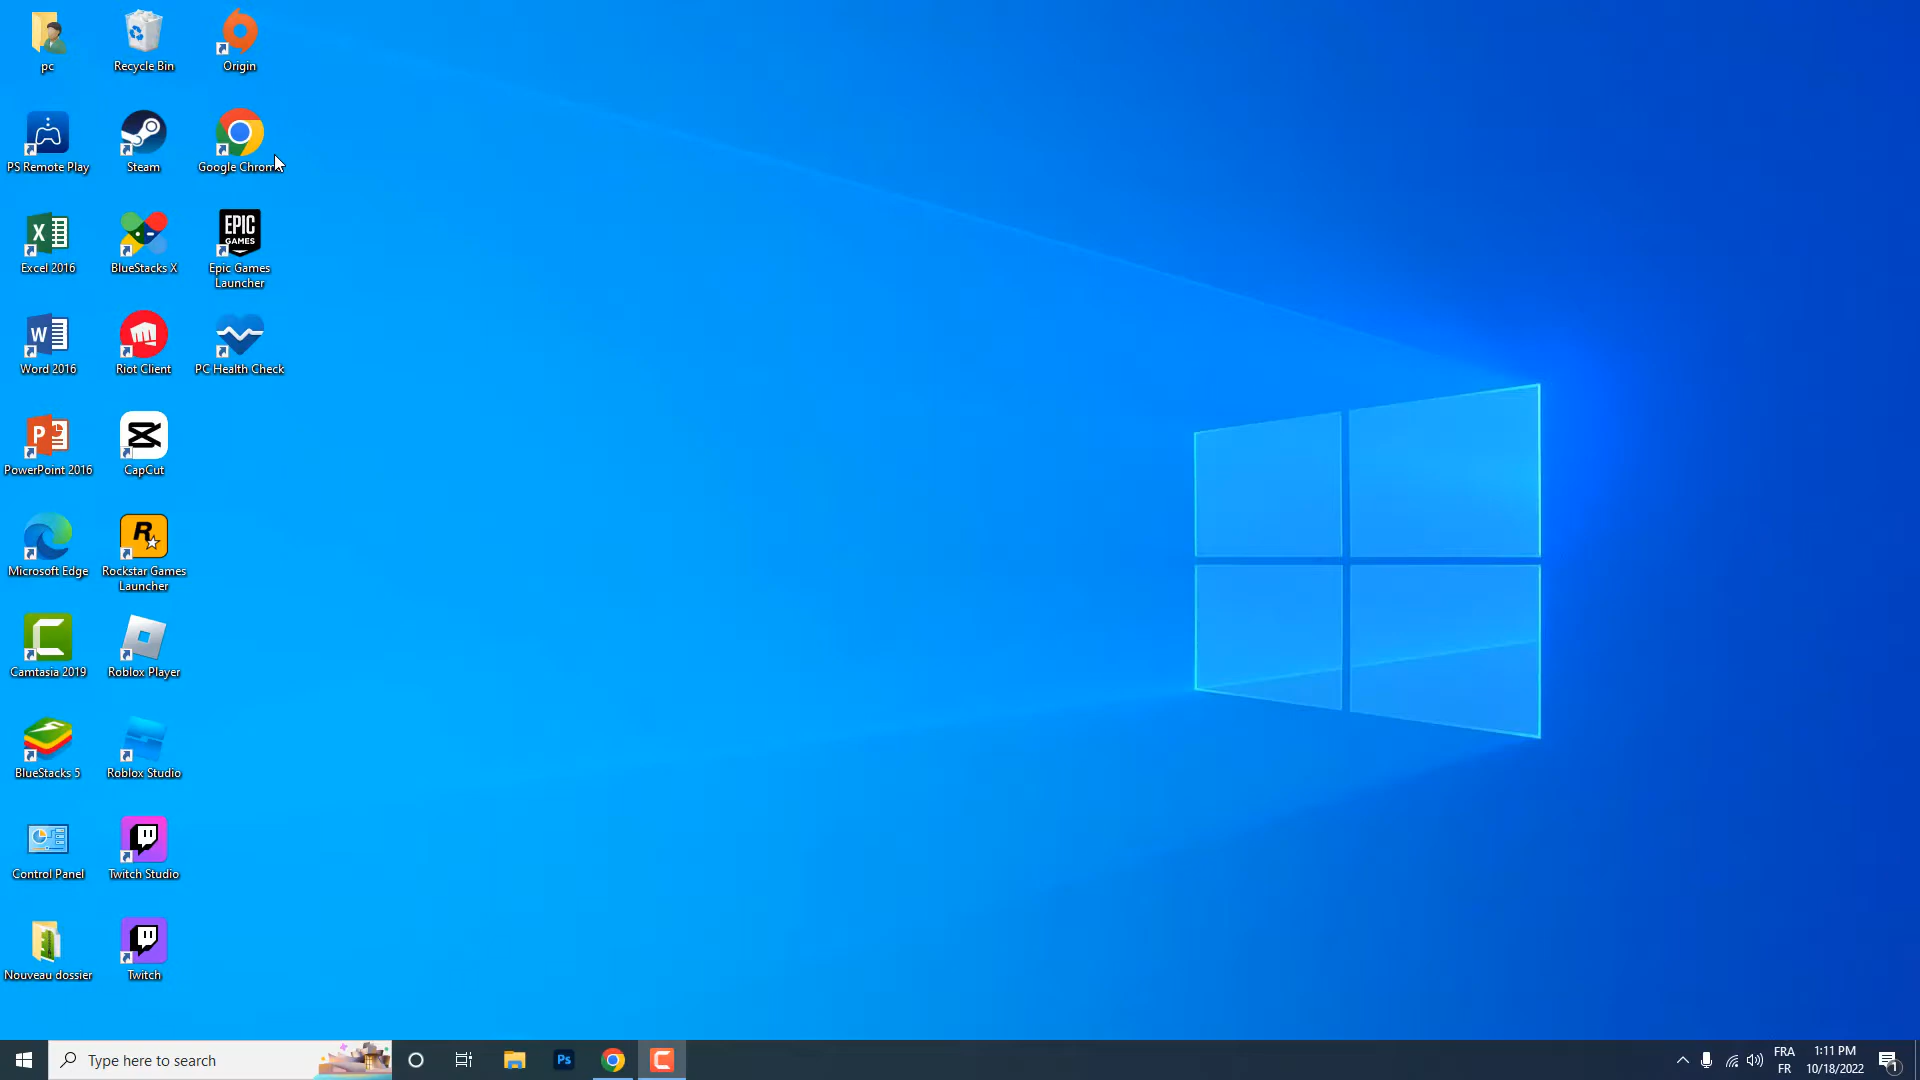 pc
Recycle Bin
Origin
PS Remote Play
Steam
Google Chrome
Excel 2016
BlueStacks X
EPIC
GAMES
Epic Games
Launcher
Word 2016
Riot Client
PC Health Check
PowerPoint 2016
CapCut
Microsoft Edge
Rockstar Games
Launcher
Camtasia 2019
Roblox Player
BlueStacks 5
Roblox Studio
Control Panel
Twitch Studio
Nouveau dossier
Twitch
Type here to search
Ps
FRA
FR
1:11 PM
10/18/2022
1